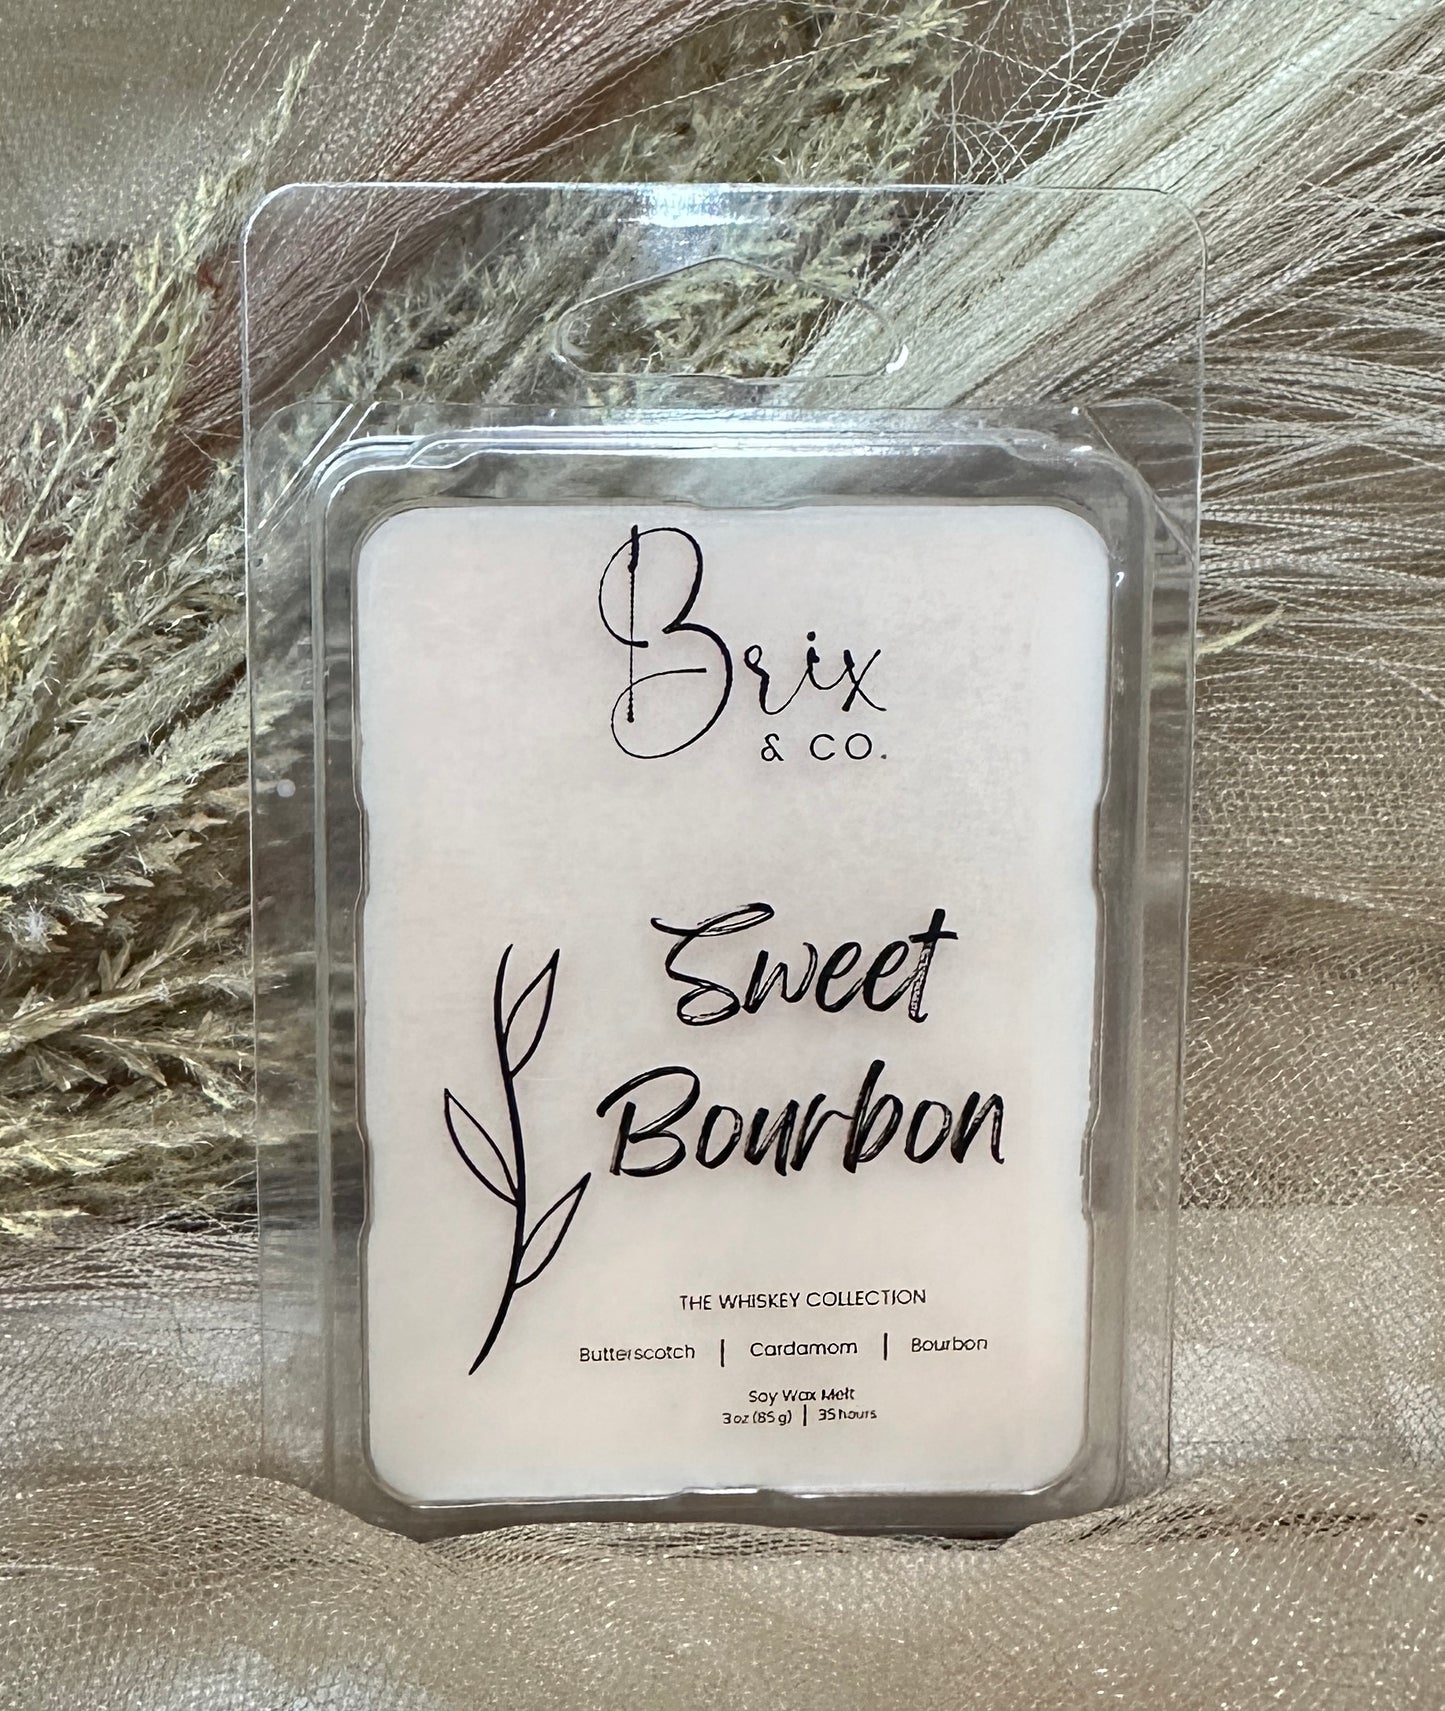 Brix
& CO.
Sweet
Bourbon
THE WHISKEY COLLECTION
Butterscotch | Cardamom | Bourbon
Soy Wax Melt
3 oz (85 g) | 35 hours